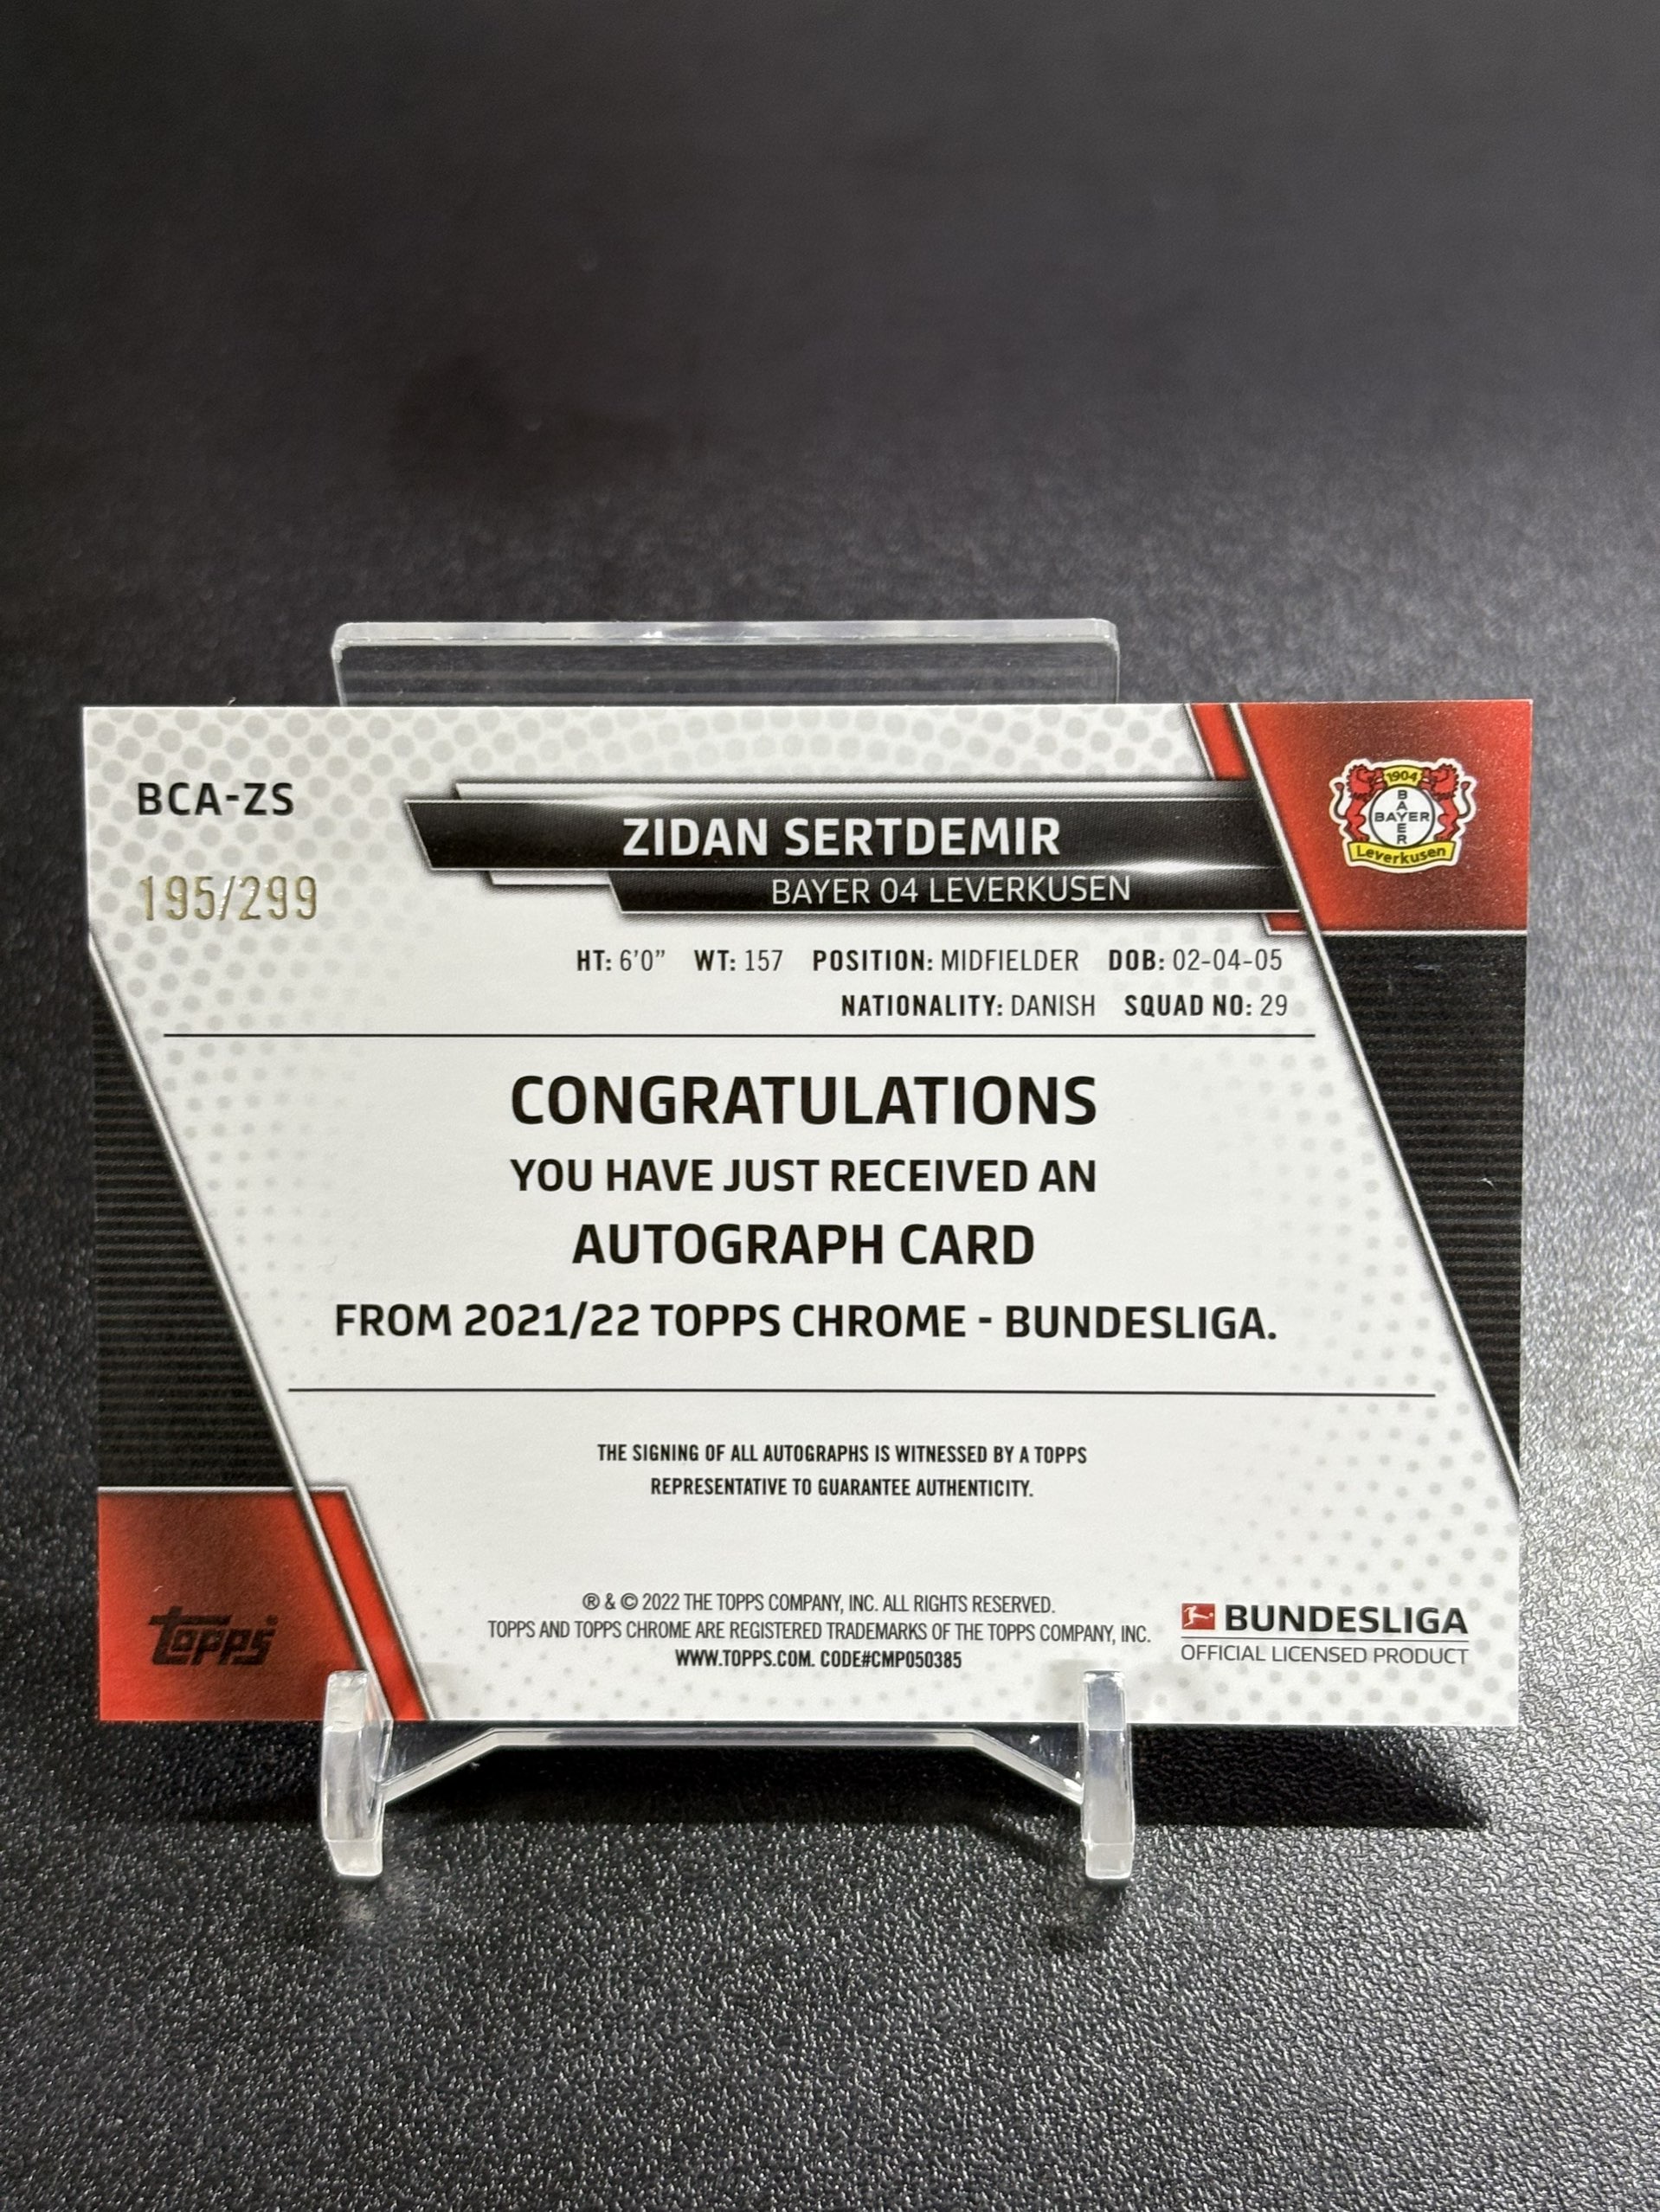 BCA-ZS
195/299
ZIDAN SERTDEMIR
BAYER 04 LEVERKUSEN
1904
BAYER
BAYER
Leverkusen
HT: 6'0” WT: 157 POSITION: MIDFIELDER DOB: 02-04-05
NATIONALITY: DANISH SQUAD NO: 29
CONGRATULATIONS
YOU HAVE JUST RECEIVED AN
AUTOGRAPH CARD
FROM 2021/22 TOPPS CHROME - BUNDESLIGA.
THE SIGNING OF ALL AUTOGRAPHS IS WITNESSED BY A TOPPS
REPRESENTATIVE TO GUARANTEE AUTHENTICITY.
topps
® & © 2022 THE TOPPS COMPANY, INC. ALL RIGHTS RESERVED.
TOPPS AND TOPPS CHROME ARE REGISTERED TRADEMARKS OF THE TOPPS COMPANY, INC.
WWW.TOPPS.COM. CODE#CMP050385
BUNDESLIGA
OFFICIAL LICENSED PRODUCT